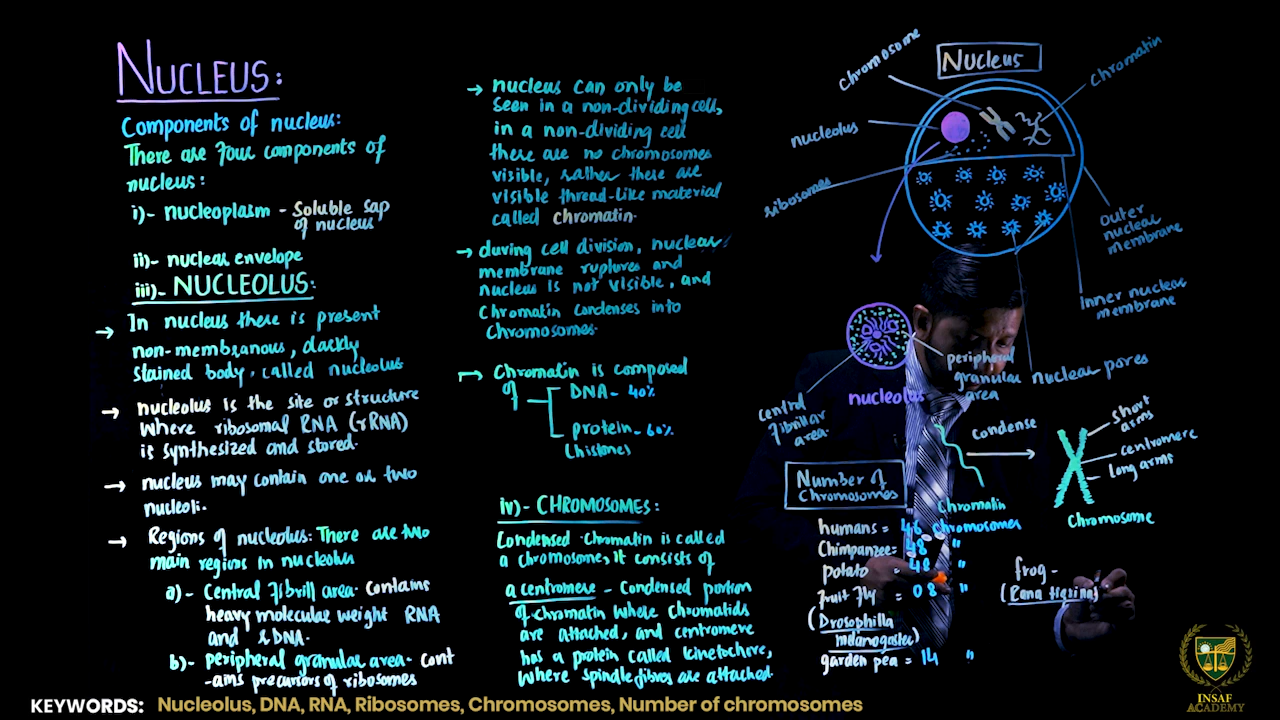 NUCLEUS:
Components of nucleus:
There are four components of
nucleus:
i)- nucleoplasm - Soluble sap
of nucleus
ii)- nuclear envelope
iii)- NUCLEOLUS:
→ In nucleus there is present
non-membranous, darkly
stained body, called nucleolus
→ nucleolus is the site or structure
where ribosomal RNA (rRNA)
is synthesized and stored.
→ nucleus may contain one or two
nucleoli.
→ Regions of nucleolus: There are two
main regions in nucleolus
a)- Central fibrill area- Contains
heavy molecular weight RNA
and rDNA.
b)- peripheral granular area- cont
-ains precursors of ribosomes
→ nucleus can only be
seen in a non-dividing cell,
in a non-dividing cell
there are no chromosomes
visible, rather there are
visible thread-like material
called chromatin.
→ during cell division, nuclear
membrane ruptures and
nucleus is not visible, and
Chromatin condenses into
Chromosomes.
→ Chromatin is composed
of
DNA - 40%
protein - 60%
Chistones
iv)- CHROMOSOMES:
Condensed chromatin is called
a chromosome, it consists of
a centromere - Condensed portion
of chromatin where chromatids
are attached, and centromere
has a protein called kinetochore,
where spindle fibres are attached.
Nucleus
chromosome
chromatin
nucleolus
ribosomes
outer
nuclear
membrane
Inner nuclear
membrane
nuclear pores
peripheral
granular
area
nucleolus
central
fibrillar
area
Condense
Chromatin
short
arms
centromere
long arms
Chromosome
Number of
Chromosomes
humans = 46 chromosomes
Chimpanzee = 48 "
potato = 48 "
fruit fly = 08 "
(Drosophilla
melanogaster)
garden pea = 14 "
frog -
(Rana tigrina)
INSAF
ACADEMY
KEYWORDS: Nucleolus, DNA, RNA, Ribosomes, Chromosomes, Number of chromosomes